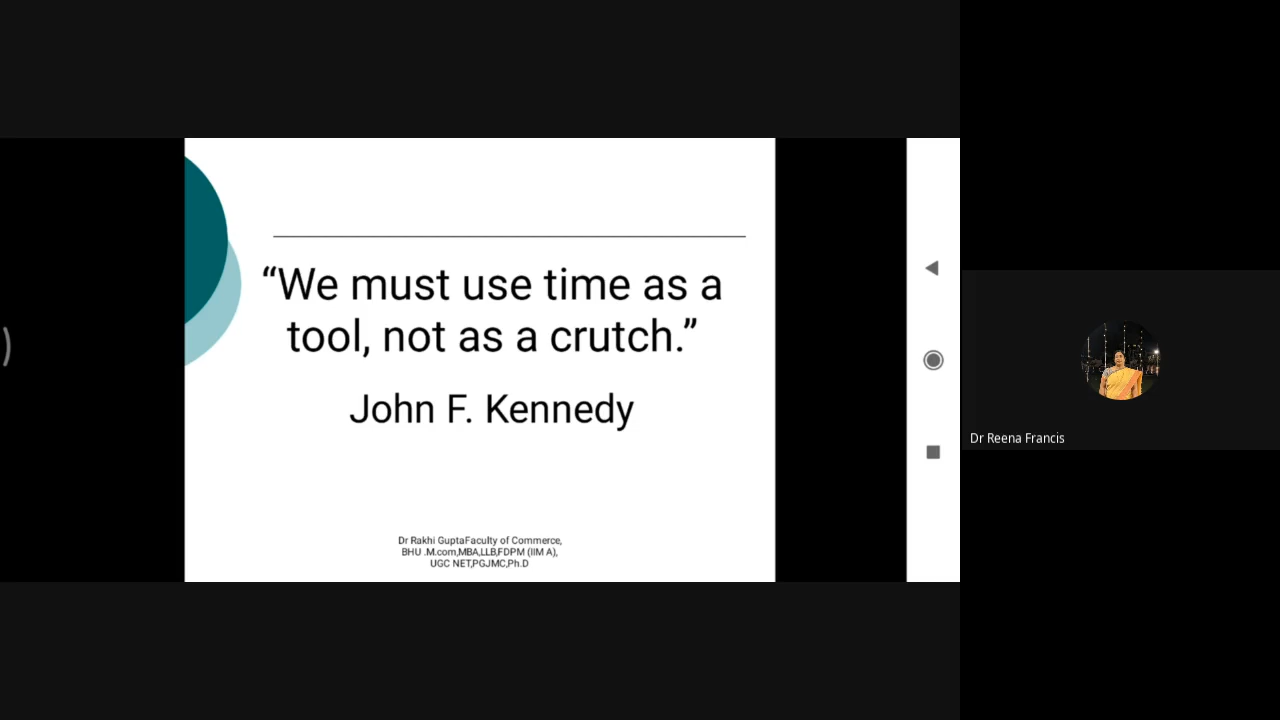 “We must use time as a
tool, not as a crutch.”
John F. Kennedy
Dr Rakhi GuptaFaculty of Commerce,
BHU .M.com,MBA,LLB,FDPM (IIM A),
UGC NET,PGJMC,Ph.D
Dr Reena Francis